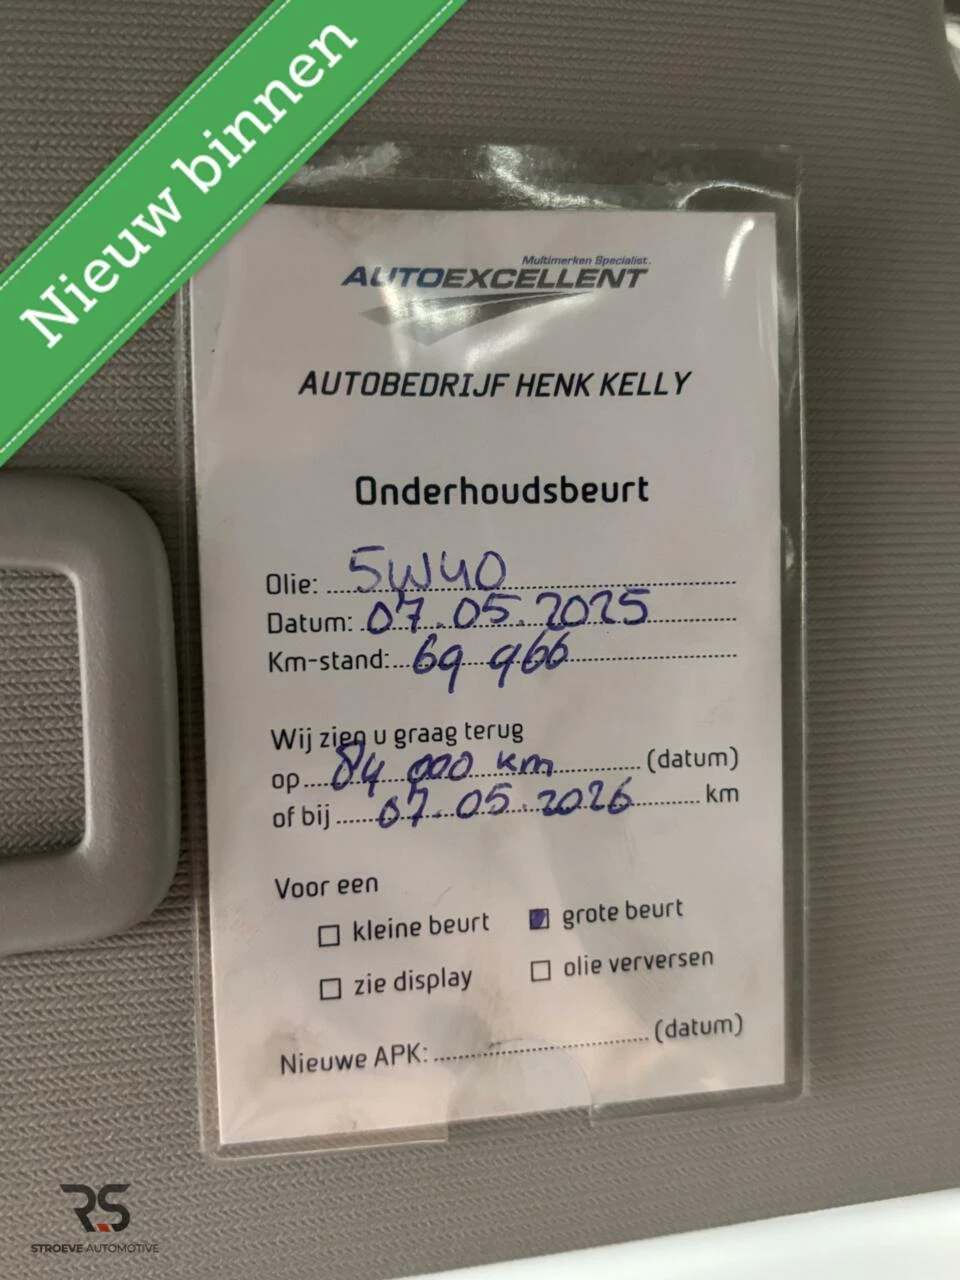 Nieuw binnen
Multimerken Specialist.
AUTOEXCELLENT
AUTOBEDRIJF HENK KELLY
Onderhoudsbeurt
Olie: 5W40
Datum: 07.05.2025
Km-stand: 69 966
Wij zien u graag terug
op 84 000 km (datum)
of bij 07.05.2026 km
Voor een
kleine beurt grote beurt
zie display olie verversen
Nieuwe APK: (datum)
RS
STROEVE AUTOMOTIVE